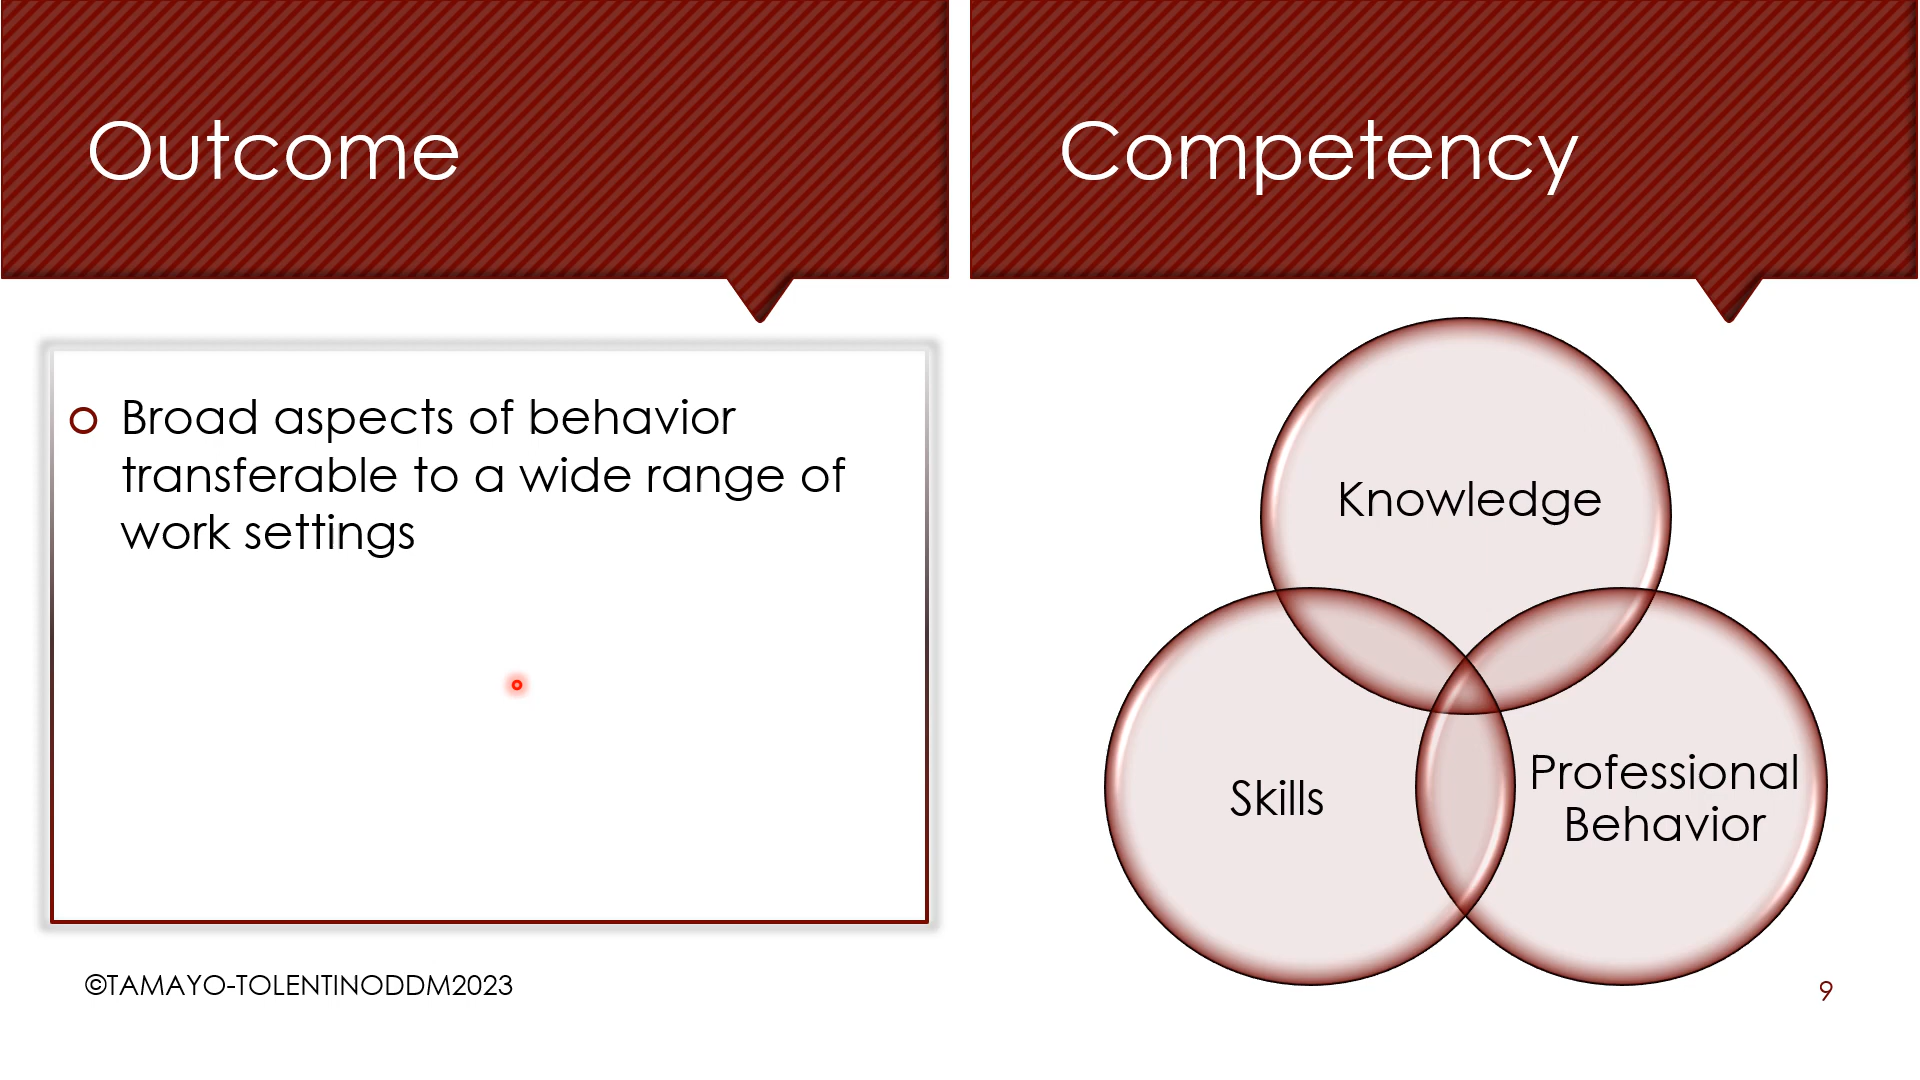 Outcome
Broad aspects of behavior
transferable to a wide range of
work settings
Competency
Knowledge
Skills
Professional
Behavior
©TAMAYO-TOLENTINODDM2023
9